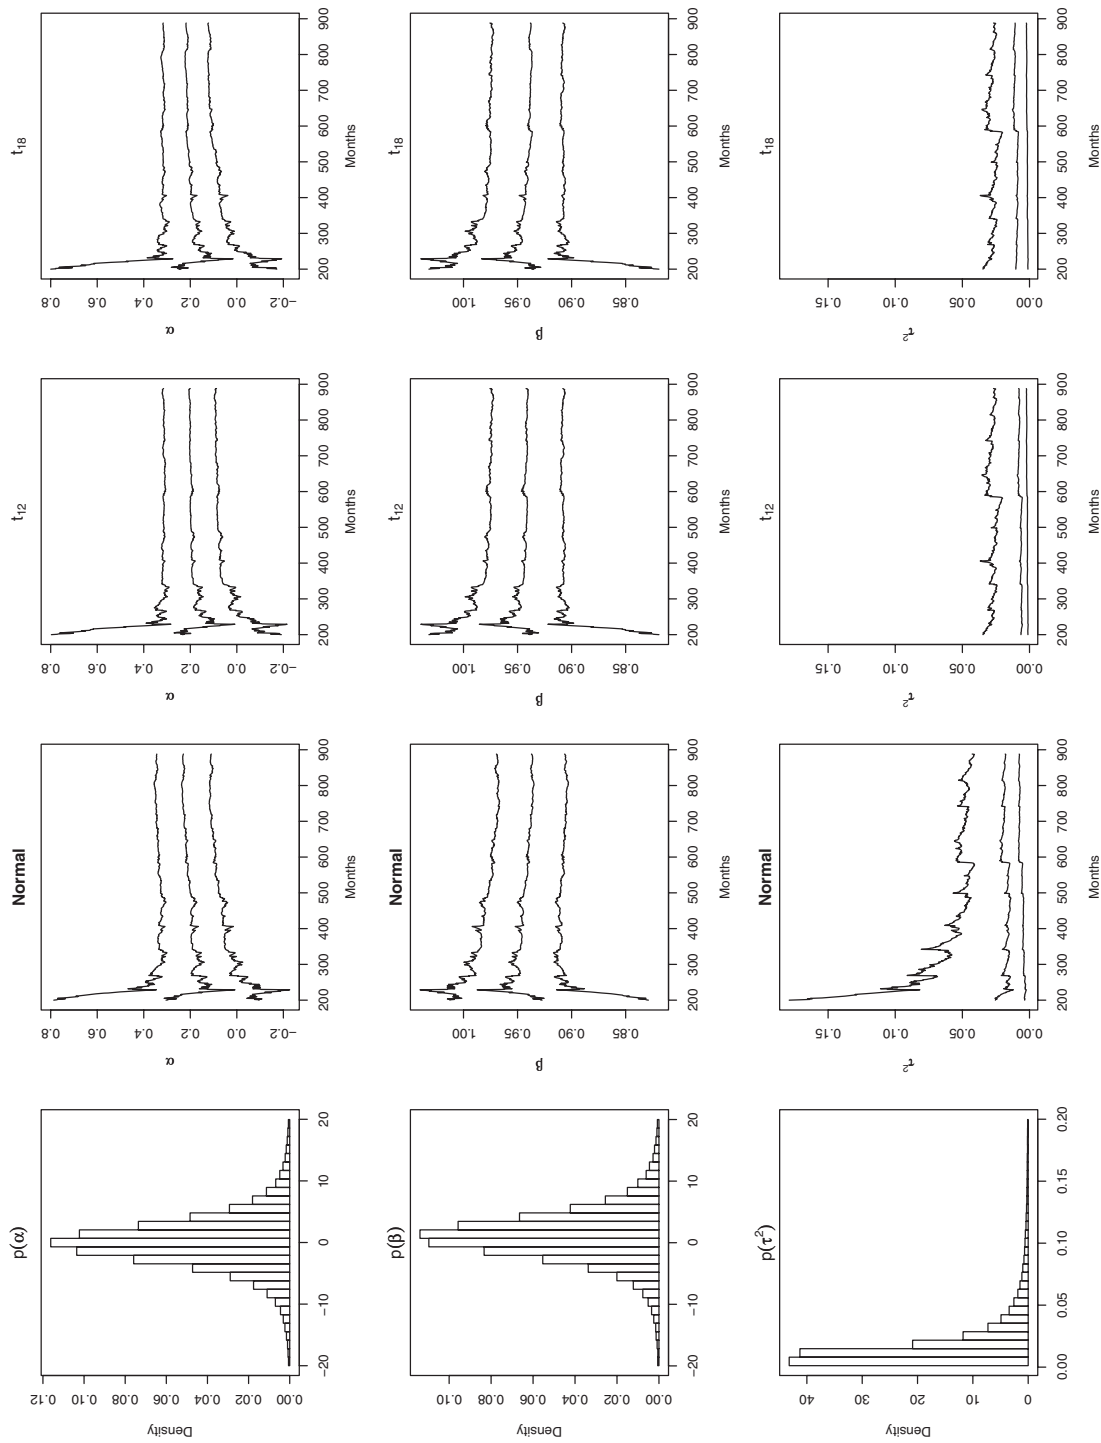 p(α)
Density
0.00 0.02 0.04 0.06 0.08 0.10 0.12
−20 −10 0 10 20
Normal
α
−0.2 0.0 0.2 0.4 0.6 0.8
200 300 400 500 600 700 800 900
Months
t₁₂
α
−0.2 0.0 0.2 0.4 0.6 0.8
200 300 400 500 600 700 800 900
Months
t₁₈
α
−0.2 0.0 0.2 0.4 0.6 0.8
200 300 400 500 600 700 800 900
Months
p(β)
Density
0.00 0.02 0.04 0.06 0.08 0.10
−20 −10 0 10 20
Normal
β
0.85 0.90 0.95 1.00
200 300 400 500 600 700 800 900
Months
t₁₂
β
0.85 0.90 0.95 1.00
200 300 400 500 600 700 800 900
Months
t₁₈
β
0.85 0.90 0.95 1.00
200 300 400 500 600 700 800 900
Months
p(τ²)
Density
0 10 20 30 40
0.00 0.05 0.10 0.15 0.20
Normal
τ²
0.00 0.05 0.10 0.15
200 300 400 500 600 700 800 900
Months
t₁₂
τ²
0.00 0.05 0.10 0.15
200 300 400 500 600 700 800 900
Months
t₁₈
τ²
0.00 0.05 0.10 0.15
200 300 400 500 600 700 800 900
Months